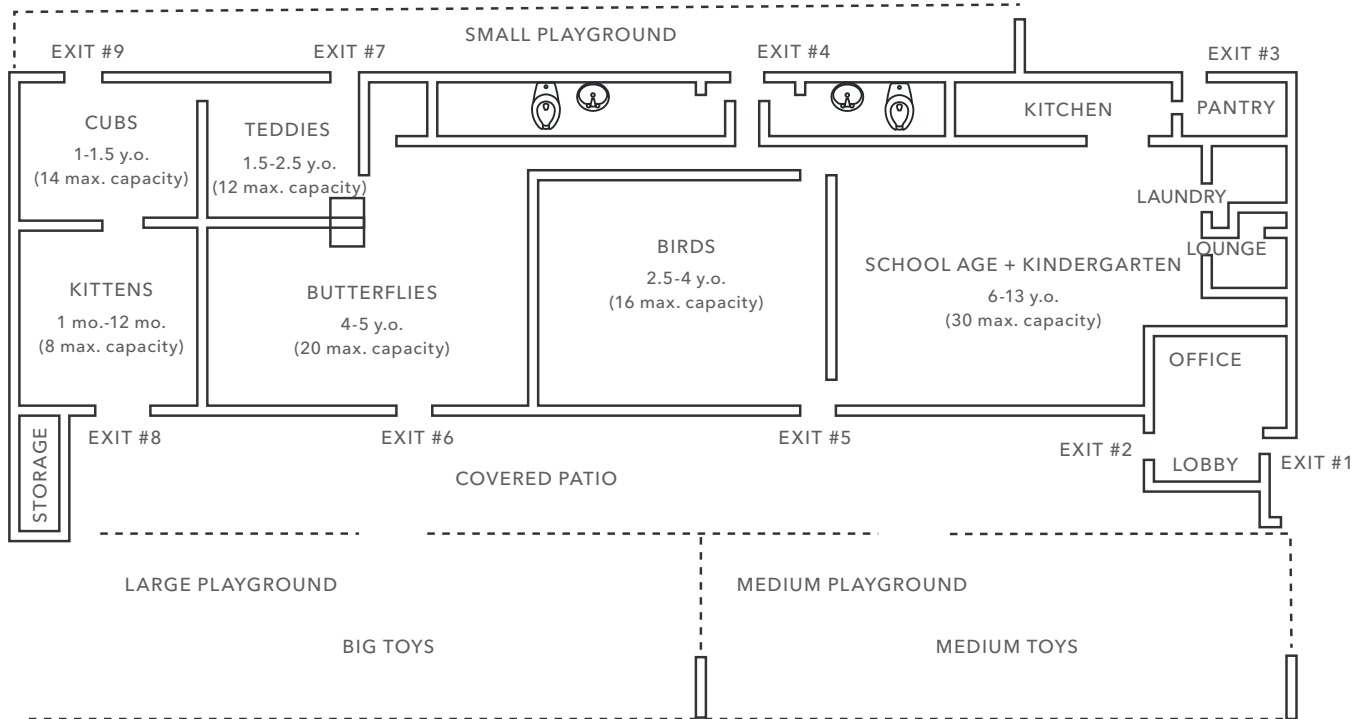 SMALL PLAYGROUND
EXIT #9
EXIT #7
EXIT #4
EXIT #3
CUBS
1-1.5 y.o.
(14 max. capacity)
TEDDIES
1.5-2.5 y.o.
(12 max. capacity)
KITCHEN
PANTRY
LAUNDRY
LOUNGE
KITTENS
1 mo.-12 mo.
(8 max. capacity)
BUTTERFLIES
4-5 y.o.
(20 max. capacity)
BIRDS
2.5-4 y.o.
(16 max. capacity)
SCHOOL AGE + KINDERGARTEN
6-13 y.o.
(30 max. capacity)
OFFICE
STORAGE
EXIT #8
EXIT #6
EXIT #5
EXIT #2
LOBBY
EXIT #1
COVERED PATIO
LARGE PLAYGROUND
MEDIUM PLAYGROUND
BIG TOYS
MEDIUM TOYS